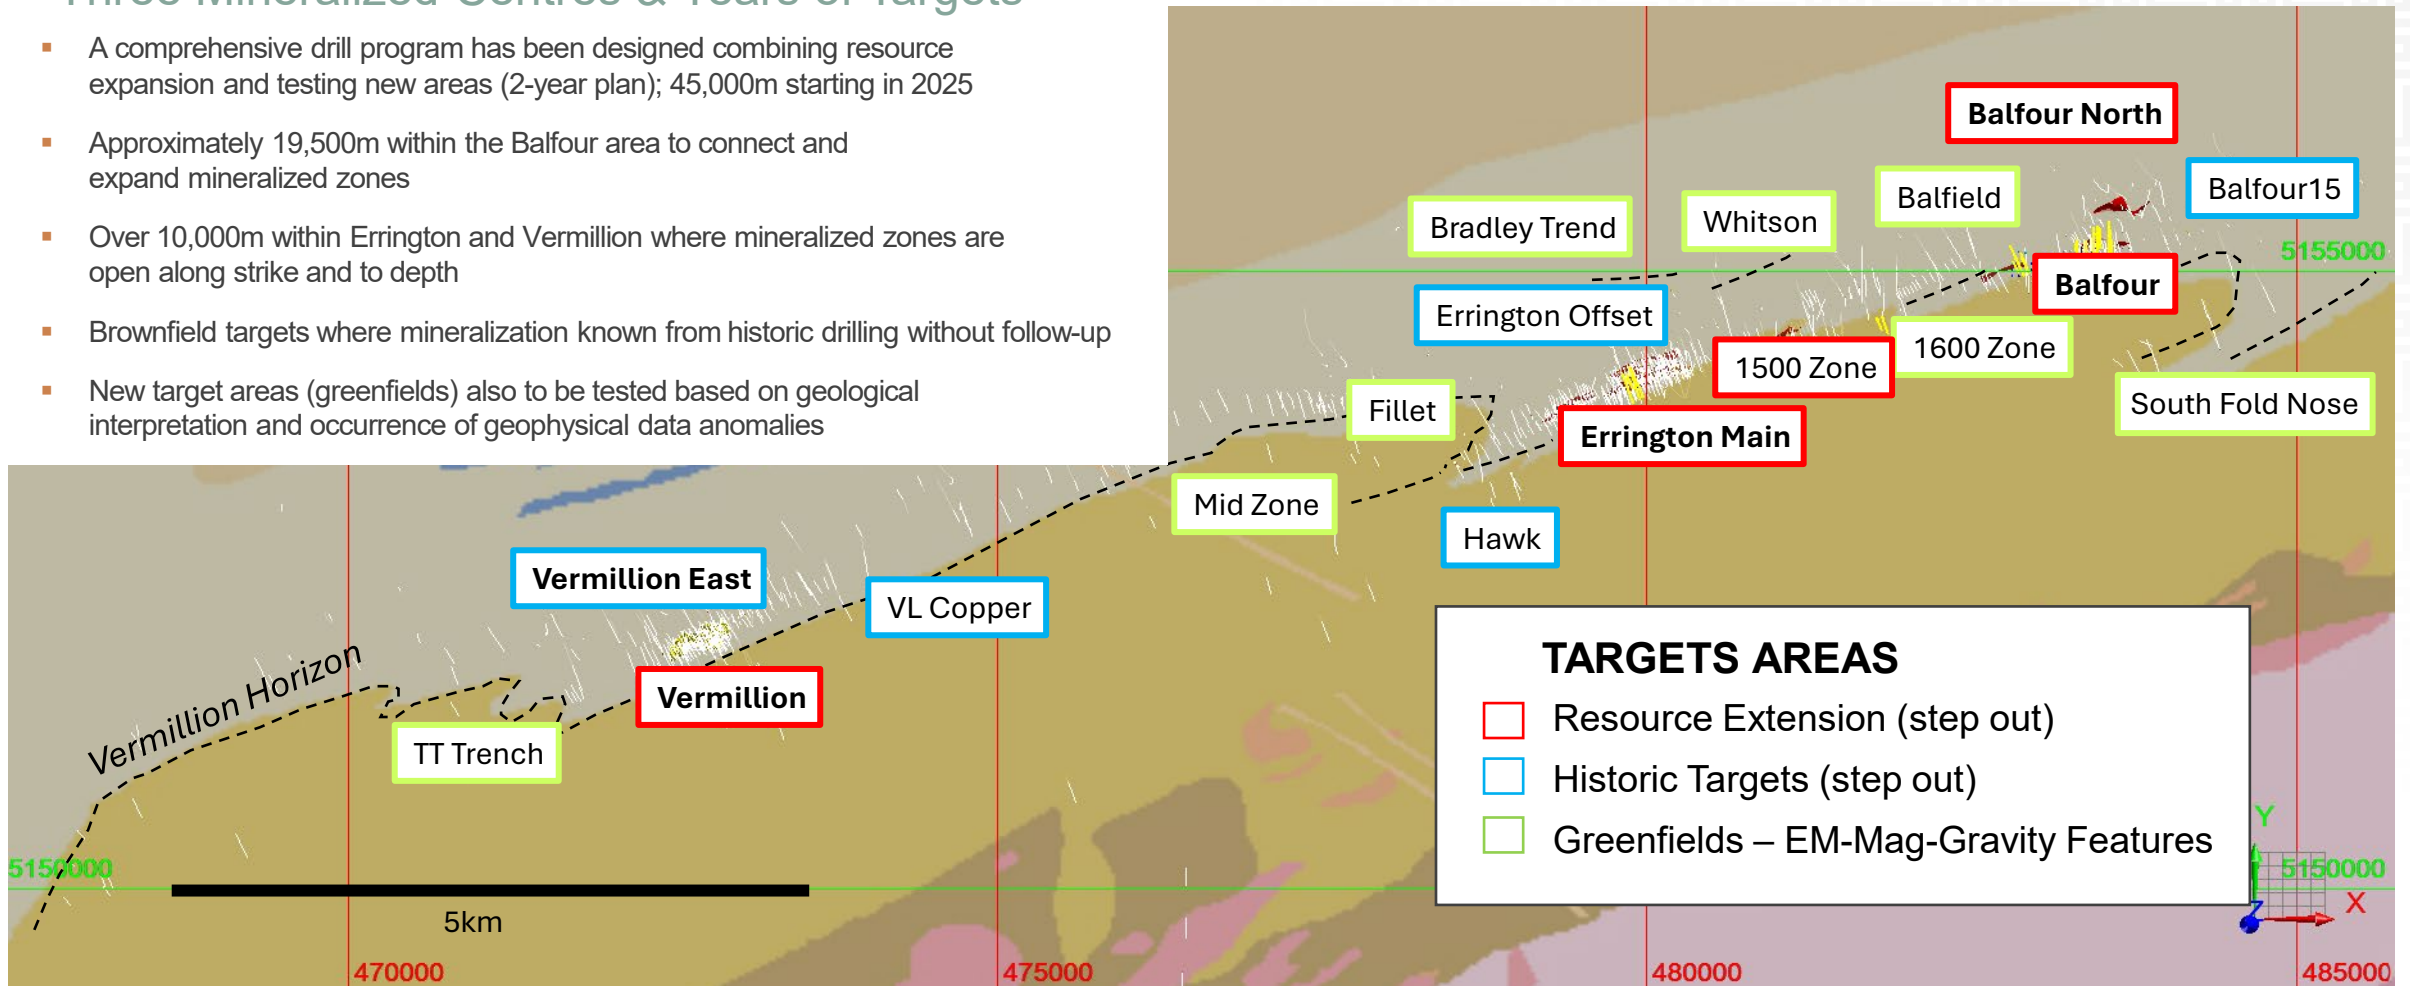 Three Mineralized Centres & Years of Targets
▪ A comprehensive drill program has been designed combining resource
expansion and testing new areas (2-year plan); 45,000m starting in 2025
▪ Approximately 19,500m within the Balfour area to connect and
expand mineralized zones
▪ Over 10,000m within Errington and Vermillion where mineralized zones are
open along strike and to depth
▪ Brownfield targets where mineralization known from historic drilling without follow-up
▪ New target areas (greenfields) also to be tested based on geological
interpretation and occurrence of geophysical data anomalies
Balfour North
Balfour15
Balfield
Whitson
Bradley Trend
5155000
Balfour
Errington Offset
1600 Zone
1500 Zone
South Fold Nose
Fillet
Errington Main
Mid Zone
Hawk
Vermillion East
VL Copper
Vermillion Horizon
Vermillion
TT Trench
TARGETS AREAS
Resource Extension (step out)
Historic Targets (step out)
Greenfields – EM-Mag-Gravity Features
Y
5150000
5150000
X
Z
5km
470000
475000
480000
485000